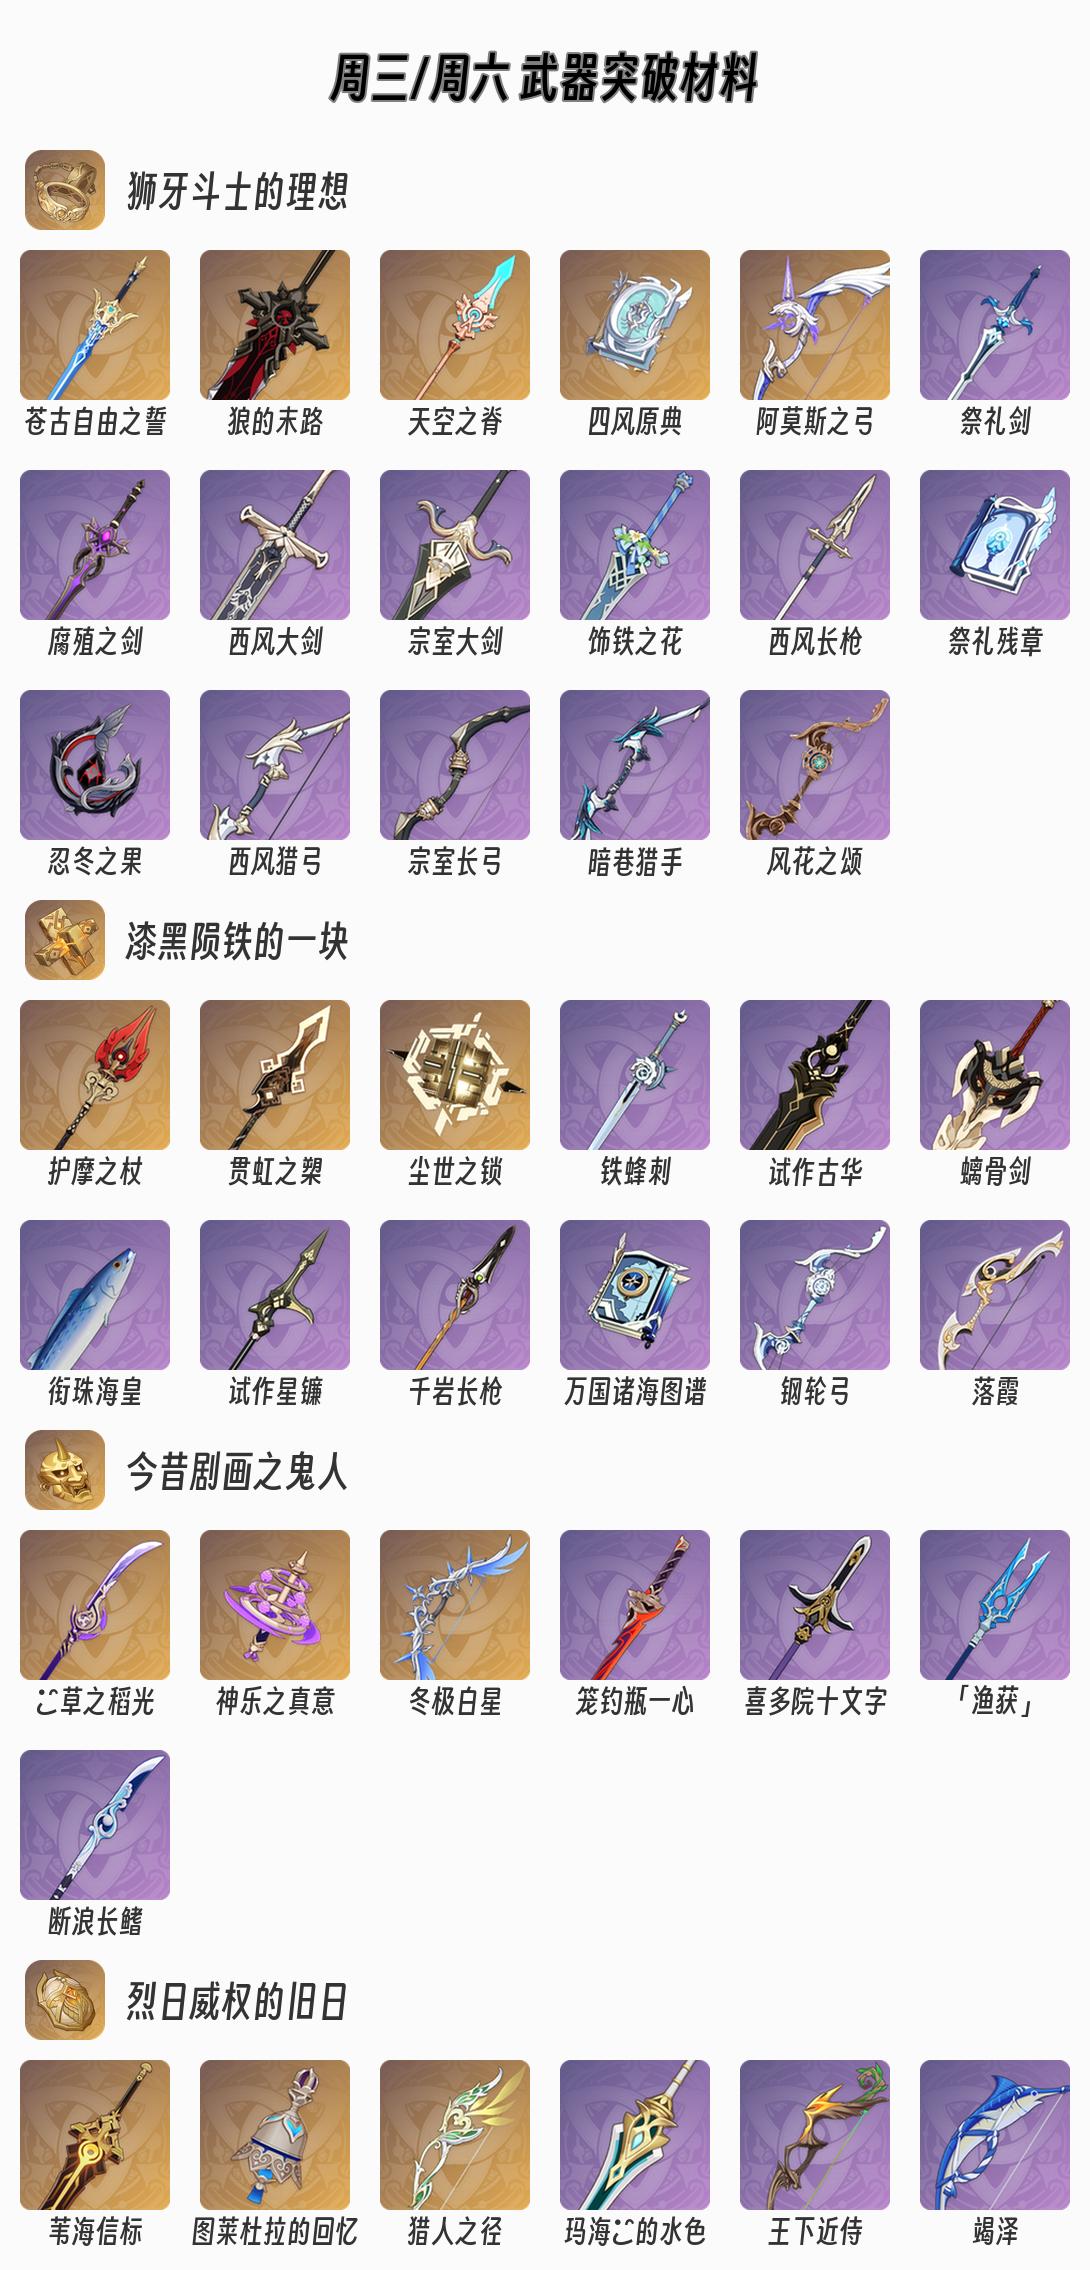 周三/周六 武器突破材料
狮牙斗士的理想
苍古自由之誓 狼的末路 天空之脊 四风原典 阿莫斯之弓 祭礼剑
腐殖之剑 西风大剑 宗室大剑 饰铁之花 西风长枪 祭礼残章
忍冬之果 西风猎弓 宗室长弓 暗巷猎手 风花之颂
漆黑陨铁的一块
护摩之杖 贯虹之槊 尘世之锁 铁蜂刺 试作古华 螭骨剑
衔珠海皇 试作星镰 千岩长枪 万国诸海图谱 钢轮弓 落霞
今昔剧画之鬼人
草之稻光 神乐之真意 冬极白星 笼钓瓶一心 喜多院十文字 「渔获」
断浪长鳍
烈日威权的旧日
苇海信标 图莱杜拉的回忆 猎人之径 玛海的水色 王下近侍 竭泽